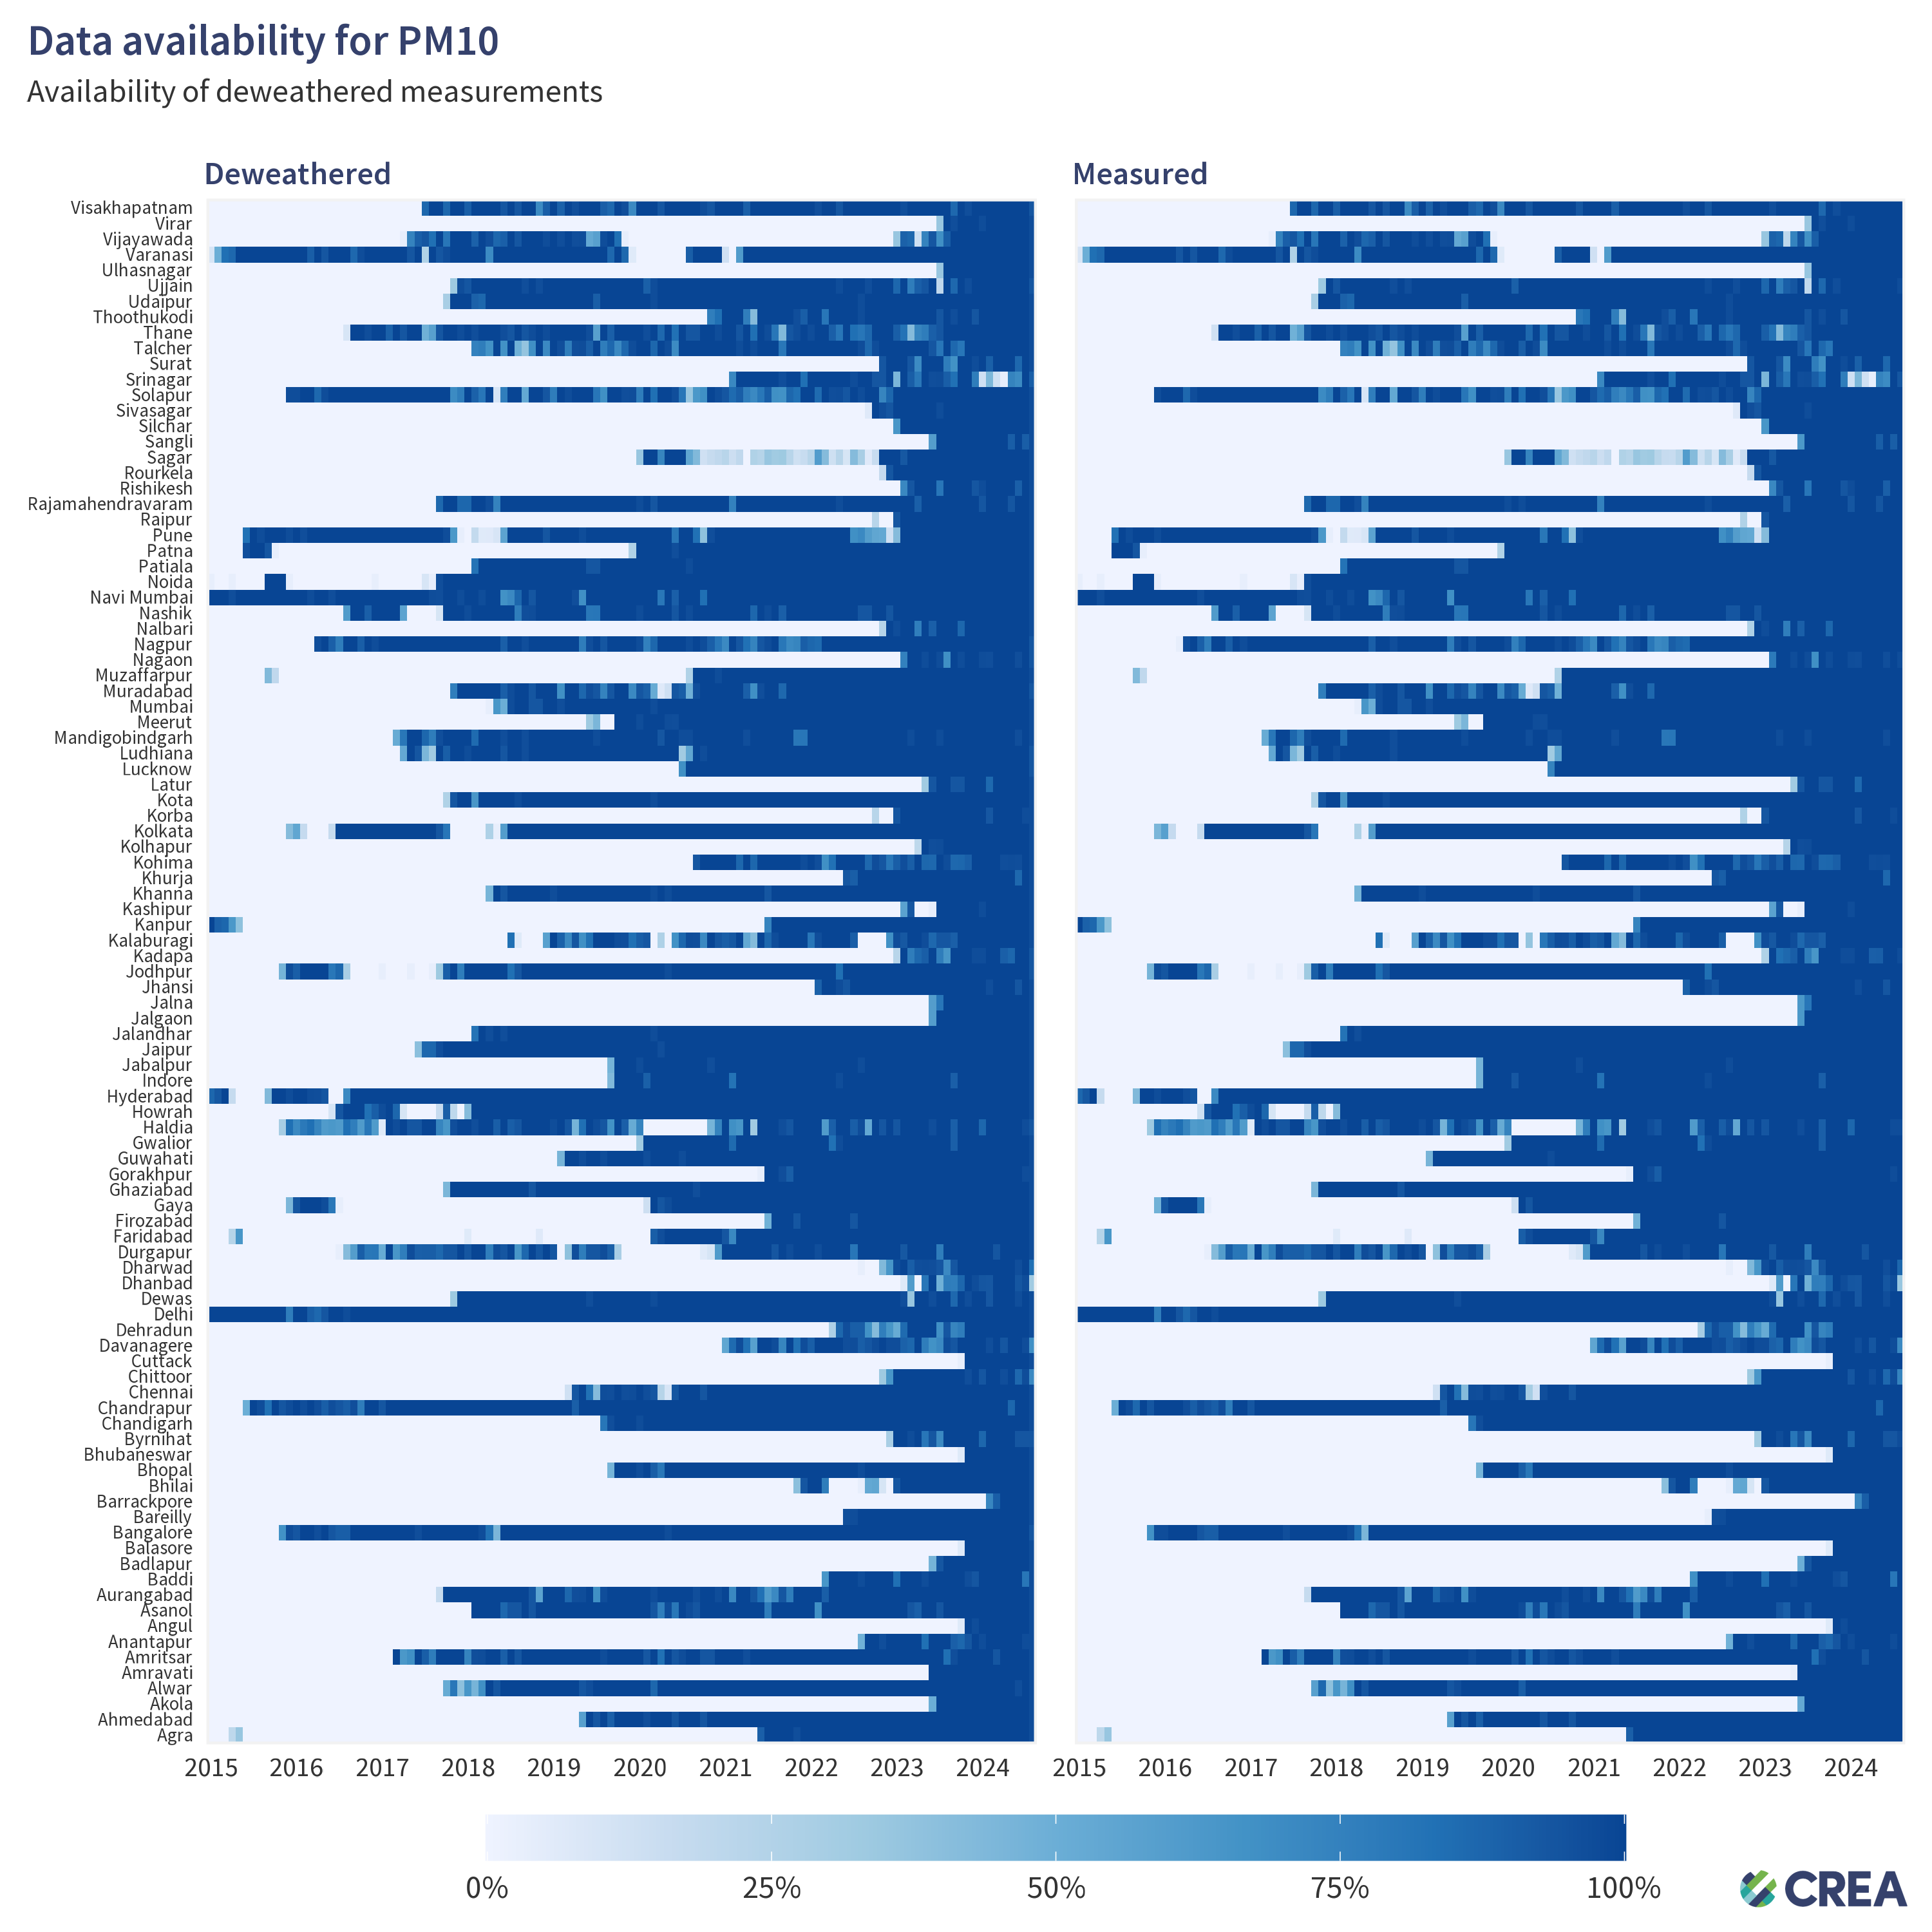 Data availability for PM10
Availability of deweathered measurements
Deweathered
Measured
Visakhapatnam
Virar
Vijayawada
Varanasi
Ulhasnagar
Ujjain
Udaipur
Thoothukodi
Thane
Talcher
Surat
Srinagar
Solapur
Sivasagar
Silchar
Sangli
Sagar
Rourkela
Rishikesh
Rajamahendravaram
Raipur
Pune
Patna
Patiala
Noida
Navi Mumbai
Nashik
Nalbari
Nagpur
Nagaon
Muzaffarpur
Muradabad
Mumbai
Meerut
Mandigobindgarh
Ludhiana
Lucknow
Latur
Kota
Korba
Kolkata
Kolhapur
Kohima
Khurja
Khanna
Kashipur
Kanpur
Kalaburagi
Kadapa
Jodhpur
Jhansi
Jalna
Jalgaon
Jalandhar
Jaipur
Jabalpur
Indore
Hyderabad
Howrah
Haldia
Gwalior
Guwahati
Gorakhpur
Ghaziabad
Gaya
Firozabad
Faridabad
Durgapur
Dharwad
Dhanbad
Dewas
Delhi
Dehradun
Davanagere
Cuttack
Chittoor
Chennai
Chandrapur
Chandigarh
Byrnihat
Bhubaneswar
Bhopal
Bhilai
Barrackpore
Bareilly
Bangalore
Balasore
Badlapur
Baddi
Aurangabad
Asanol
Angul
Anantapur
Amritsar
Amravati
Alwar
Akola
Ahmedabad
Agra
2015 2016 2017 2018 2019 2020 2021 2022 2023 2024
2015 2016 2017 2018 2019 2020 2021 2022 2023 2024
0% 25% 50% 75% 100%
CREA